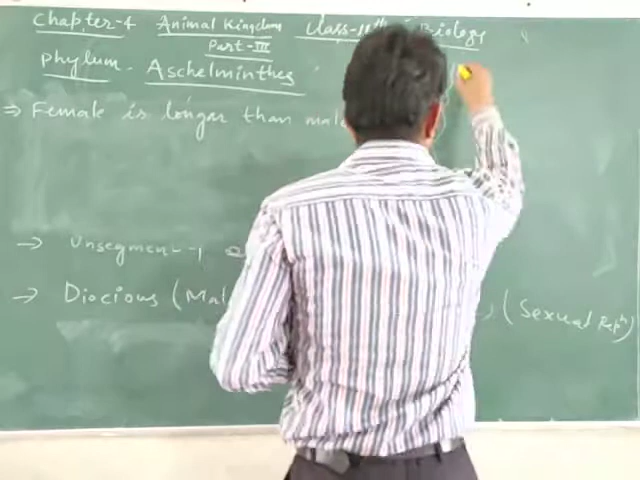 Chapter-4 Animal Kingdom Class-11th Biology
Part-III
Phylum- Aschelminthes
⇒ Female is longer than male
→ Unsegmen
→ Diocious (Mal ) (Sexual Repⁿ)